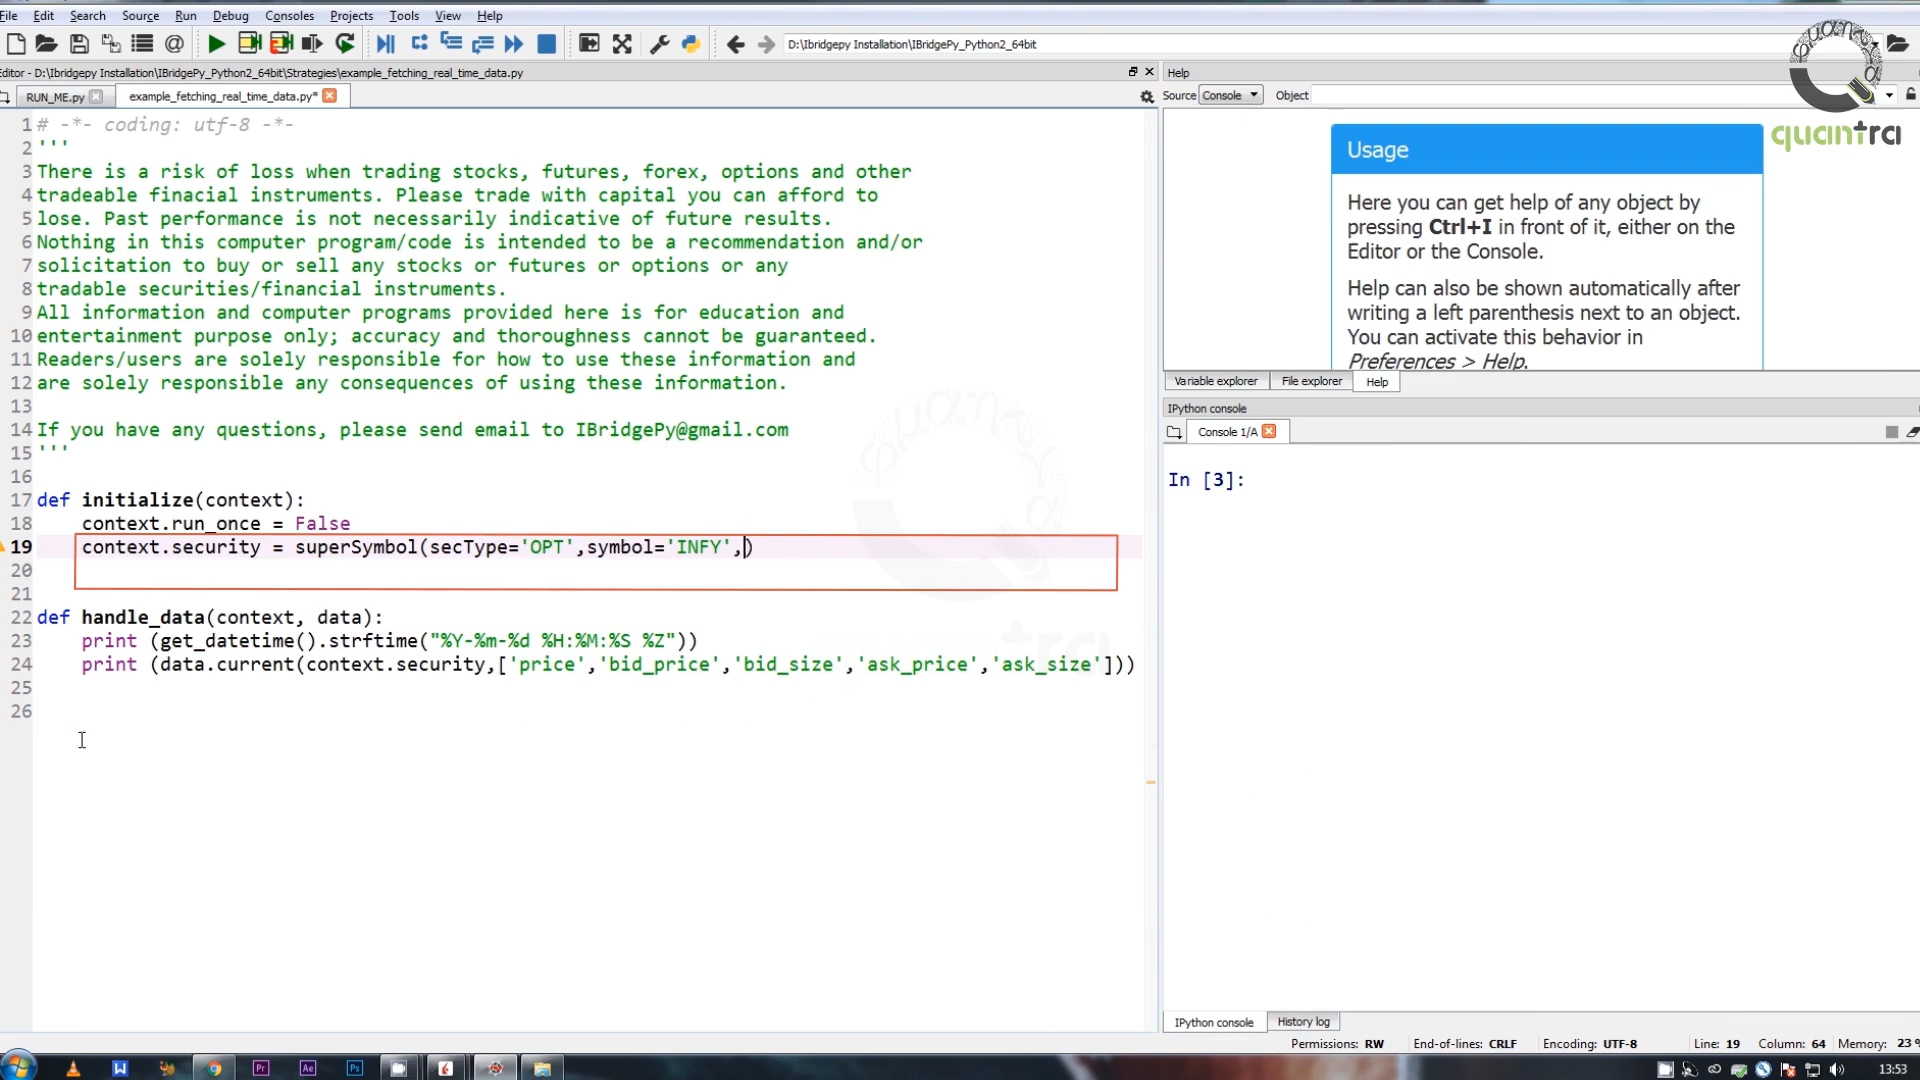 File Edit Search Source Run Debug Consoles Projects Tools View Help
D:\Ibridgepy Installation\IBridgePy_Python2_64bit
Editor - D:\Ibridgepy Installation\IBridgePy_Python2_64bit\Strategies\example_fetching_real_time_data.py
RUN_ME.py example_fetching_real_time_data.py*
1 # -*- coding: utf-8 -*-
2 '''
3 There is a risk of loss when trading stocks, futures, forex, options and other
4 tradeable finacial instruments. Please trade with capital you can afford to
5 lose. Past performance is not necessarily indicative of future results.
6 Nothing in this computer program/code is intended to be a recommendation and/or
7 solicitation to buy or sell any stocks or futures or options or any
8 tradable securities/financial instruments.
9 All information and computer programs provided here is for education and
10 entertainment purpose only; accuracy and thoroughness cannot be guaranteed.
11 Readers/users are solely responsible for how to use these information and
12 are solely responsible any consequences of using these information.
13
14 If you have any questions, please send email to IBridgePy@gmail.com
15 '''
16
17 def initialize(context):
18     context.run_once = False
19     context.security = superSymbol(secType='OPT',symbol='INFY',)
20
21
22 def handle_data(context, data):
23     print (get_datetime().strftime("%Y-%m-%d %H:%M:%S %Z"))
24     print (data.current(context.security,['price','bid_price','bid_size','ask_price','ask_size']))
25
26
Help
Source Console Object
quantra
Usage
Here you can get help of any object by
pressing Ctrl+I in front of it, either on the
Editor or the Console.
Help can also be shown automatically after
writing a left parenthesis next to an object.
You can activate this behavior in
Preferences > Help.
Variable explorer File explorer Help
IPython console
Console 1/A
In [3]:
IPython console History log
Permissions: RW End-of-lines: CRLF Encoding: UTF-8 Line: 19 Column: 64 Memory: 23 %
Pr Ae Ps
13:53